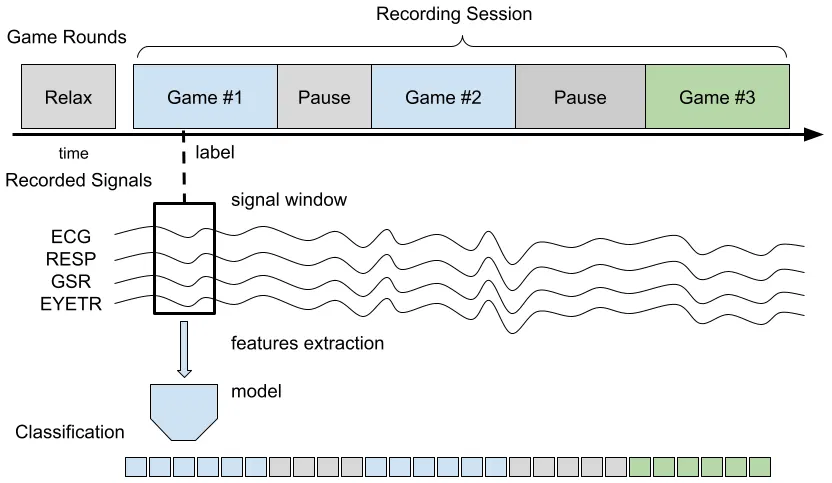 Recording Session
Game Rounds
Relax
Game #1
Pause
Game #2
Pause
Game #3
time
label
Recorded Signals
signal window
ECG
RESP
GSR
EYETR
features extraction
model
Classification